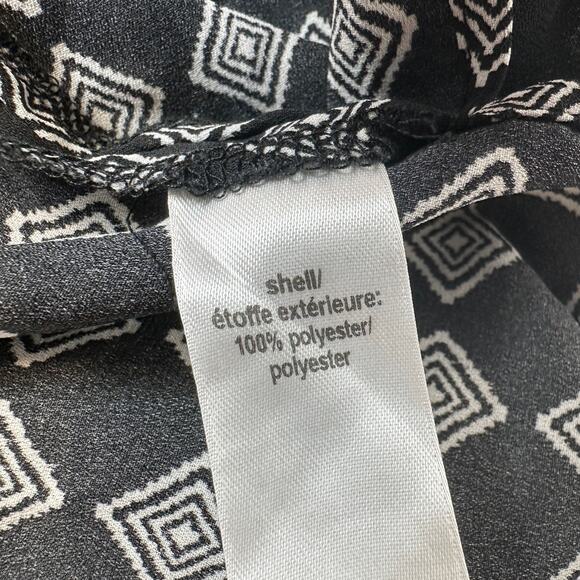 shell/
étoffe extérieure:
100% polyester/
polyester